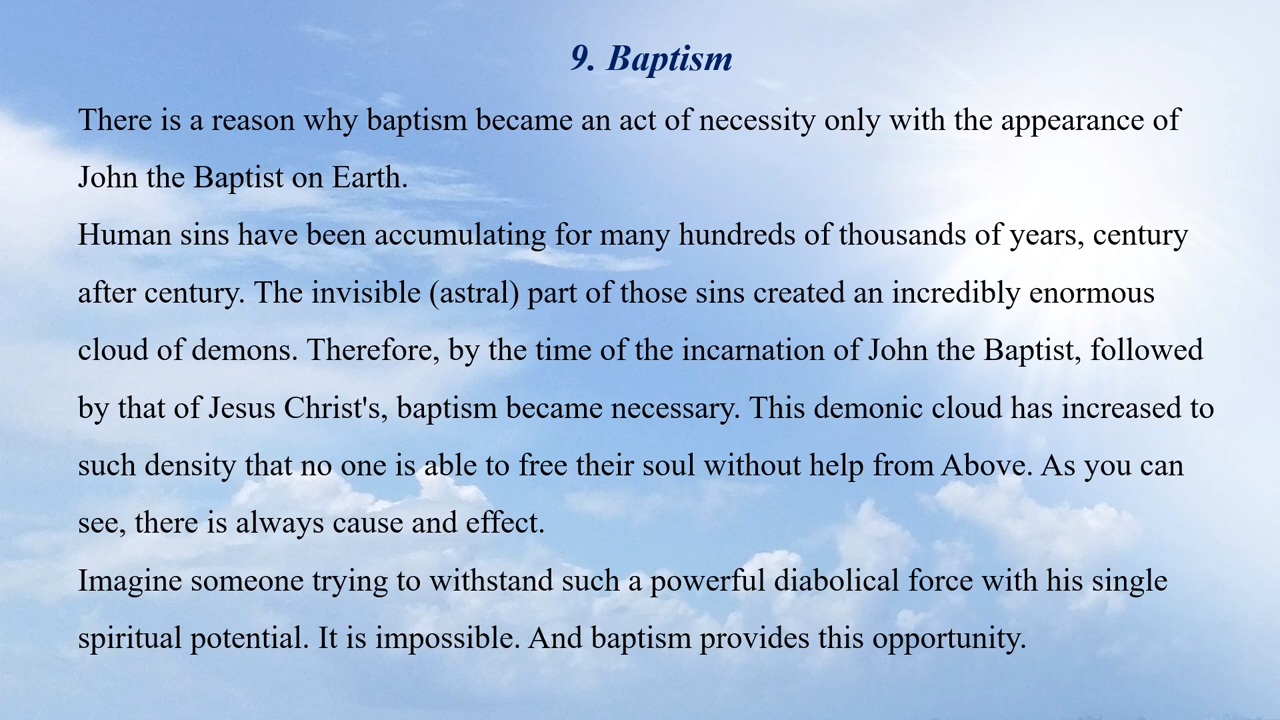 9. Baptism
There is a reason why baptism became an act of necessity only with the appearance of
John the Baptist on Earth.
Human sins have been accumulating for many hundreds of thousands of years, century
after century. The invisible (astral) part of those sins created an incredibly enormous
cloud of demons. Therefore, by the time of the incarnation of John the Baptist, followed
by that of Jesus Christ's, baptism became necessary. This demonic cloud has increased to
such density that no one is able to free their soul without help from Above. As you can
see, there is always cause and effect.
Imagine someone trying to withstand such a powerful diabolical force with his single
spiritual potential. It is impossible. And baptism provides this opportunity.